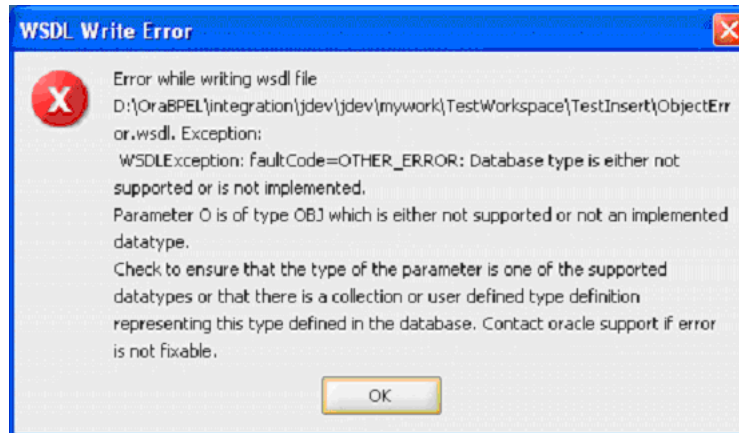 WSDL Write Error
Error while writing wsdl file
D:\OraBPEL\integration\jdev\jdev\mywork\TestWorkspace\TestInsert\ObjectErr
or.wsdl. Exception:
WSDLException: faultCode=OTHER_ERROR: Database type is either not
supported or is not implemented.
Parameter O is of type OBJ which is either not supported or not an implemented
datatype.
Check to ensure that the type of the parameter is one of the supported
datatypes or that there is a collection or user defined type definition
representing this type defined in the database. Contact oracle support if error
is not fixable.
OK